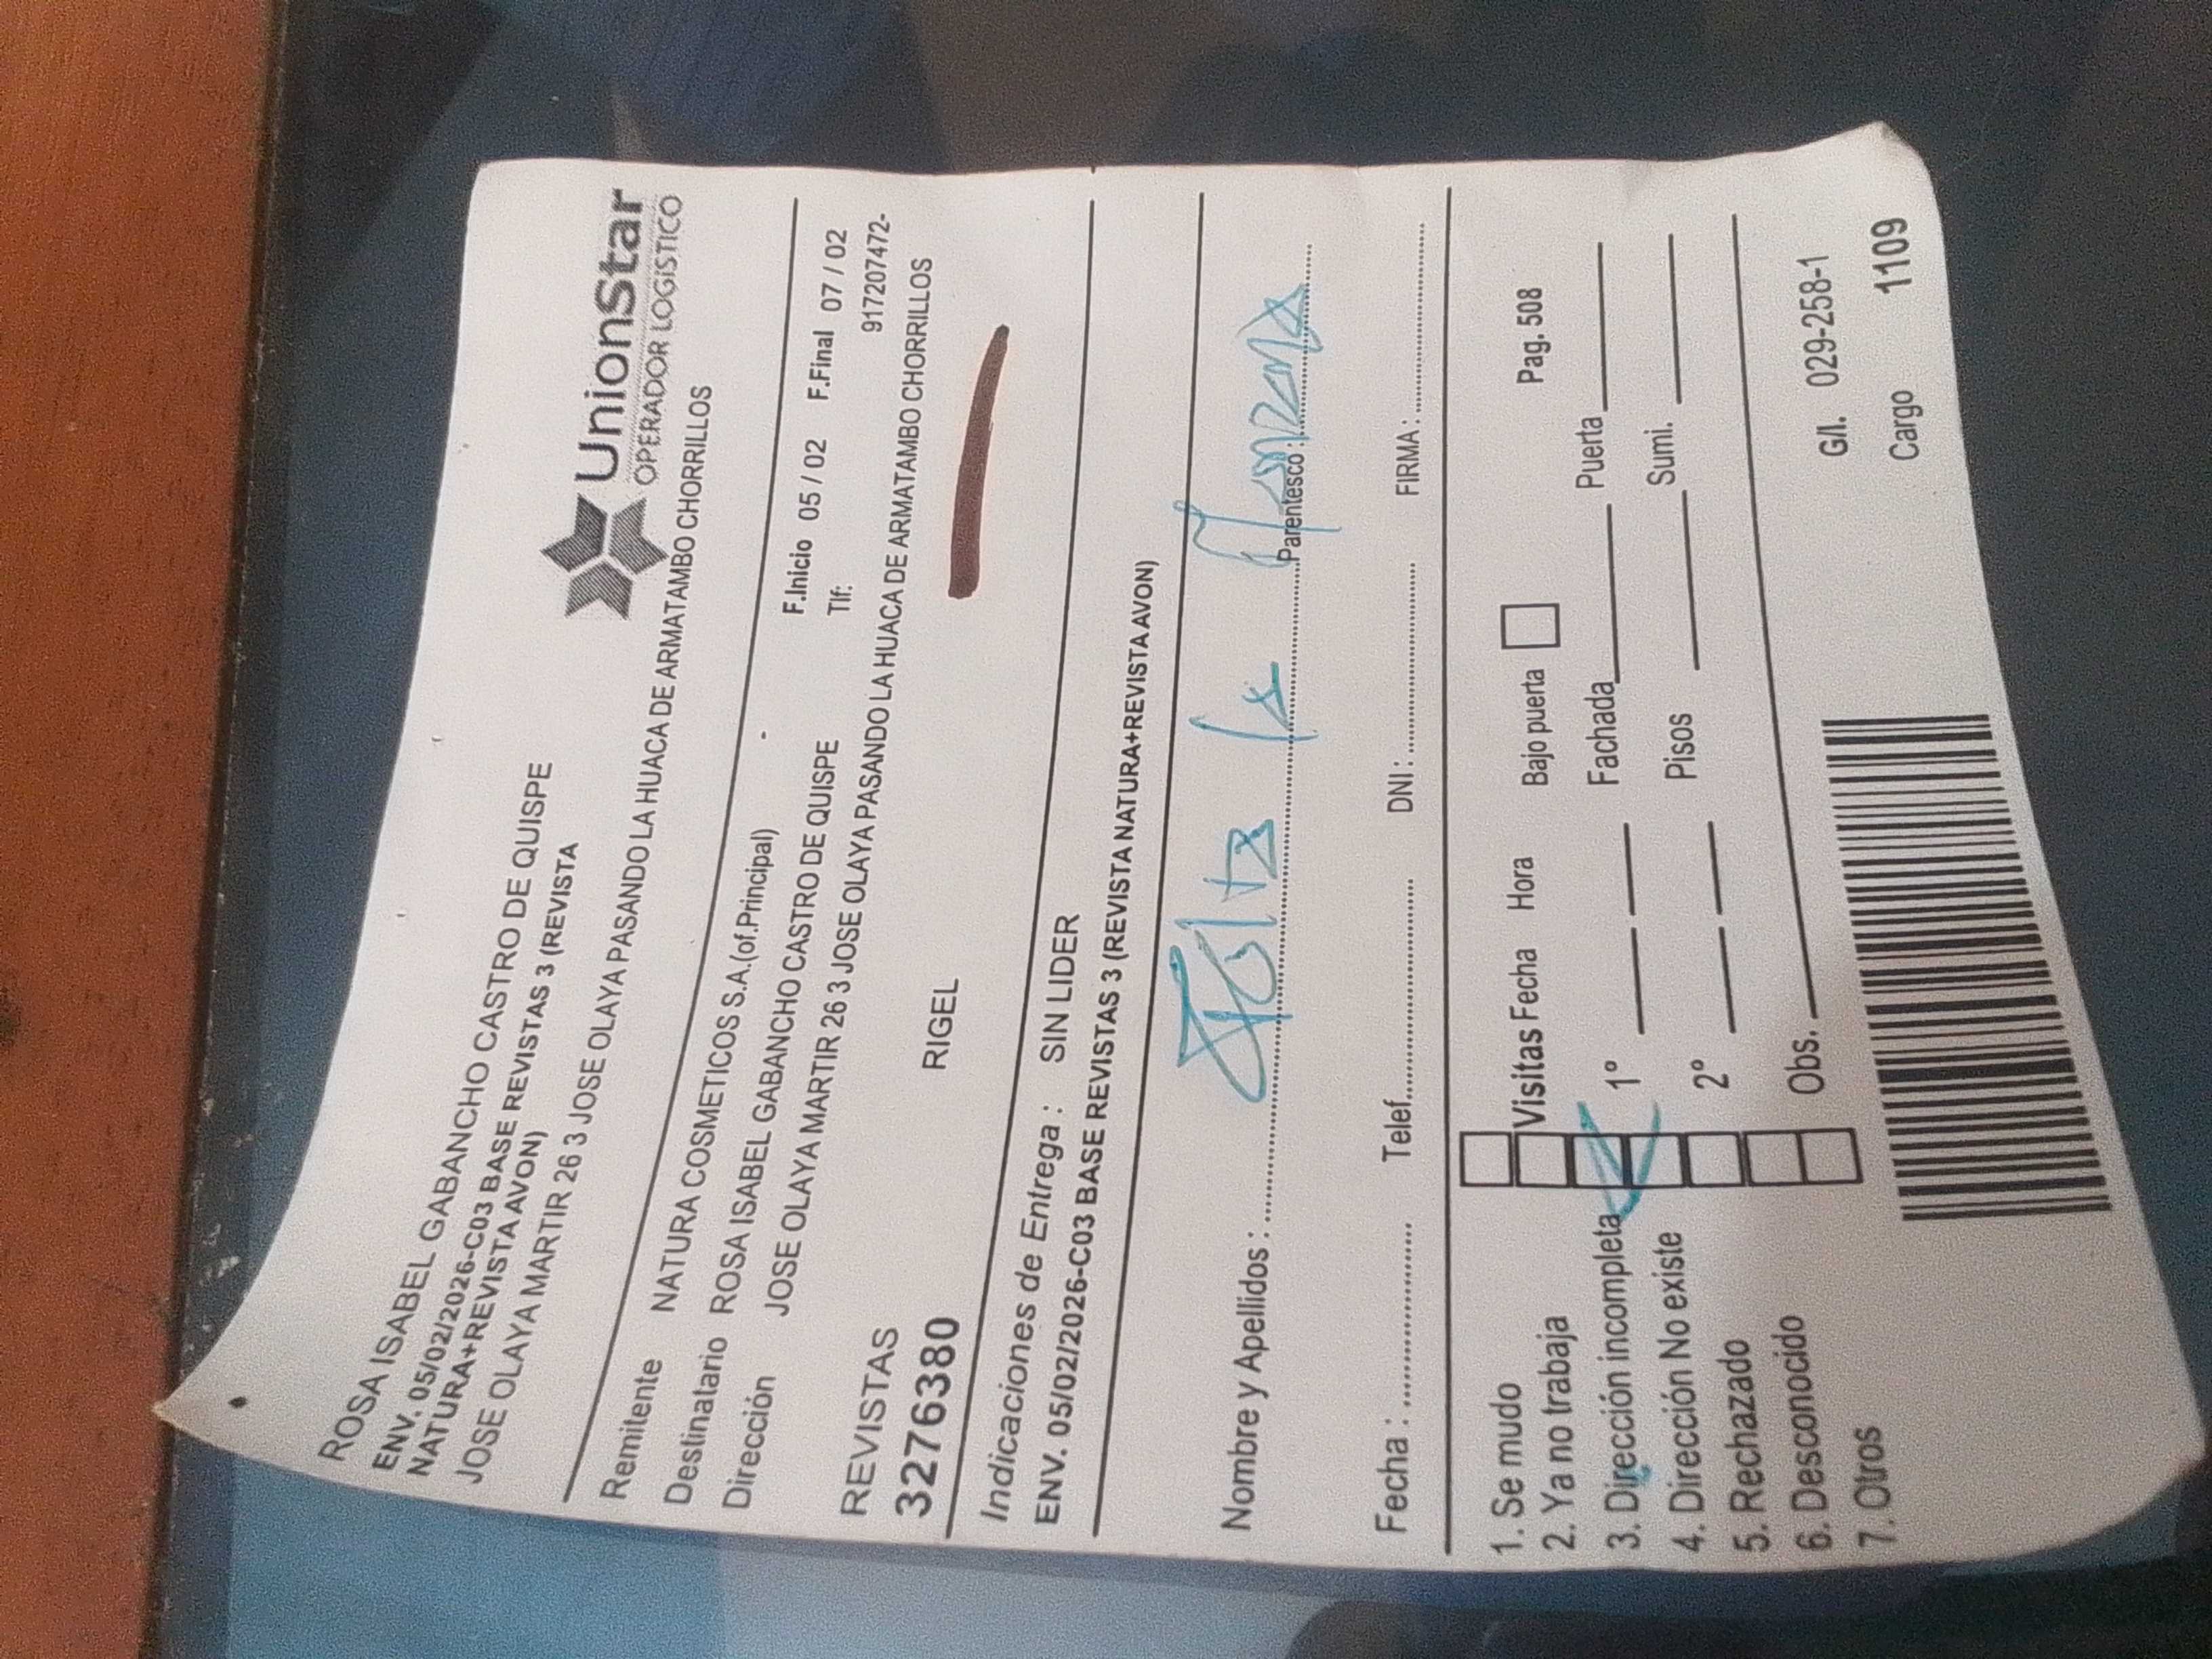 ROSA ISABEL GABANCHO CASTRO DE QUISPE
ENV. 05/02/2026-C03 BASE REVISTAS 3 (REVISTA
NATURA+REVISTA AVON)
JOSE OLAYA MARTIR 26 3 JOSE OLAYA PASANDO LA HUACA DE ARMATAMBO CHORRILLOS
UnionStar
OPERADOR LOGISTICO
Remitente NATURA COSMETICOS S.A.(of.Principal) -
Destinatario ROSA ISABEL GABANCHO CASTRO DE QUISPE
F.Inicio 05 / 02 F.Final 07 / 02
Tlf: 917207472-
Dirección JOSE OLAYA MARTIR 26 3 JOSE OLAYA PASANDO LA HUACA DE ARMATAMBO CHORRILLOS
REVISTAS
3276380
RIGEL
Indicaciones de Entrega : SIN LIDER
ENV. 05/02/2026-C03 BASE REVISTAS 3 (REVISTA NATURA+REVISTA AVON)
Nombre y Apellidos : Falta la Manzana
Parentesco :
Fecha : Telef. DNI : FIRMA :
1. Se mudo
2. Ya no trabaja
3. Dirección incompleta
4. Dirección No existe
5. Rechazado
6. Desconocido
7. Otros
Visitas Fecha Hora Bajo puerta Pag. 508
1° Fachada Puerta
2° Pisos Sumi.
Obs.
G/l. 029-258-1
Cargo 1109